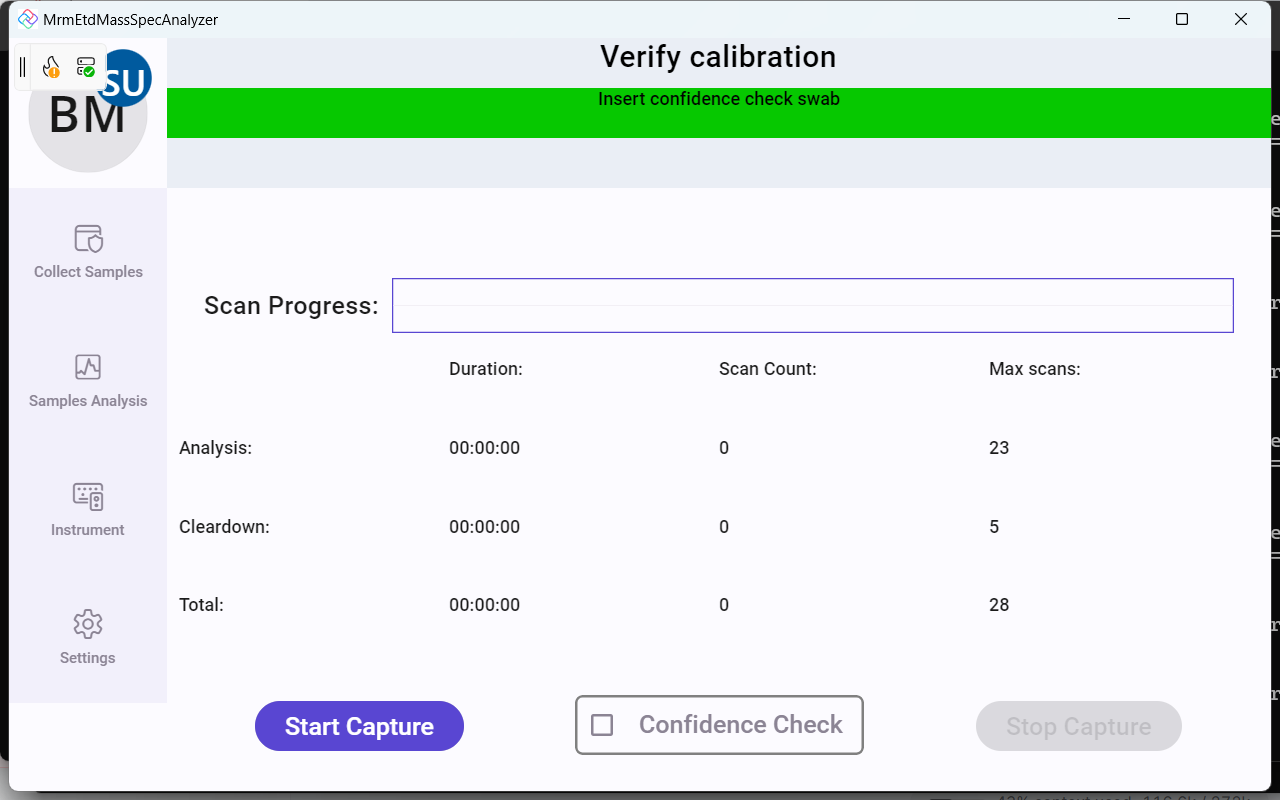 MrmEtdMassSpecAnalyzer
SU
BM
Verify calibration
Insert confidence check swab
Collect Samples
Samples Analysis
Instrument
Settings
Scan Progress:
Duration: Scan Count: Max scans:
Analysis: 00:00:00 0 23
Cleardown: 00:00:00 0 5
Total: 00:00:00 0 28
Start Capture
Confidence Check
Stop Capture